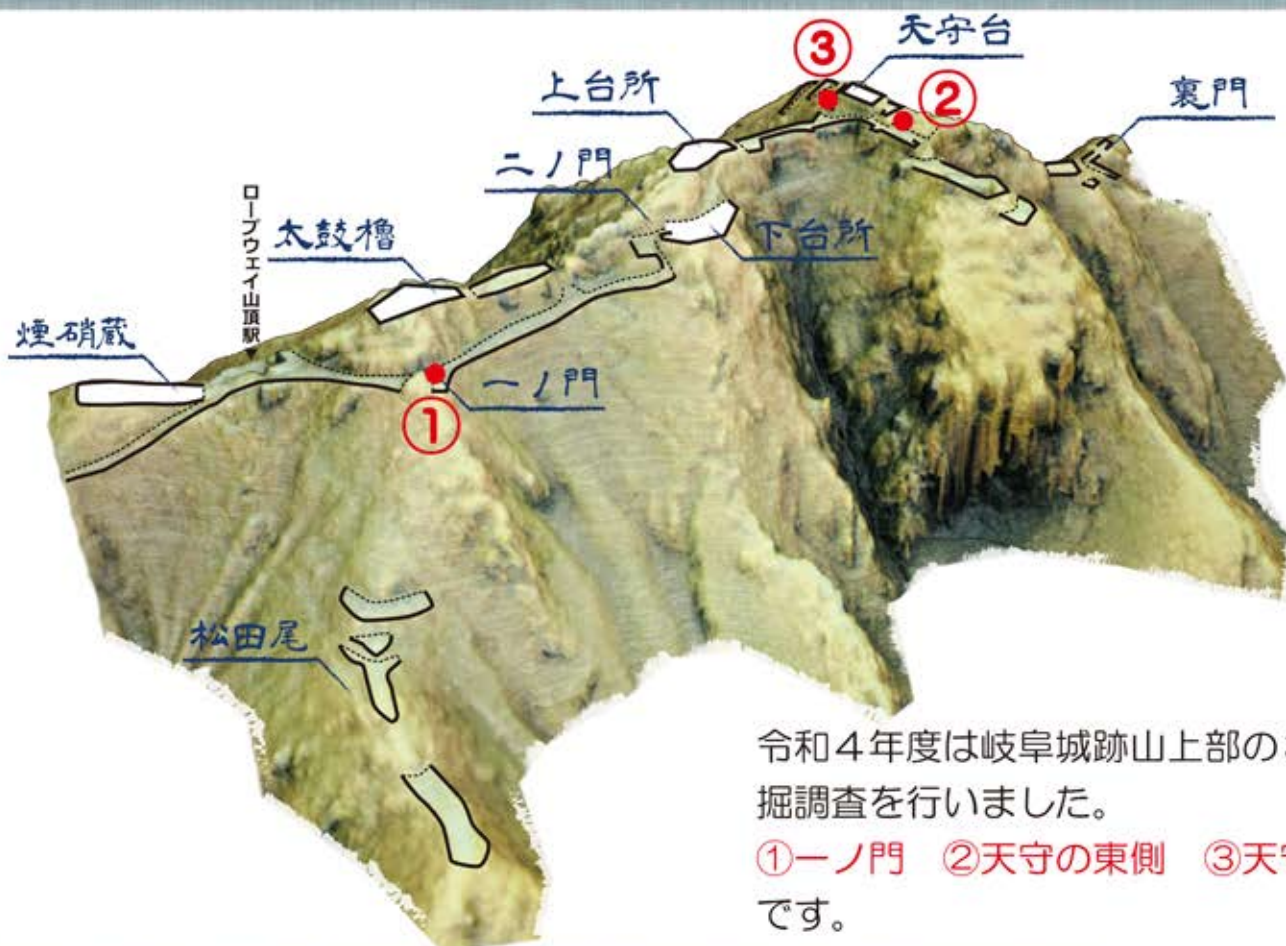 ③
天守台
②
裏門
上台所
二ノ門
下台所
ロープウェイ山頂駅
太鼓櫓
煙硝蔵
一ノ門
①
松田尾
令和4年度は岐阜城跡山上部の
掘調査を行いました。
①一ノ門 ②天守の東側 ③天
です。